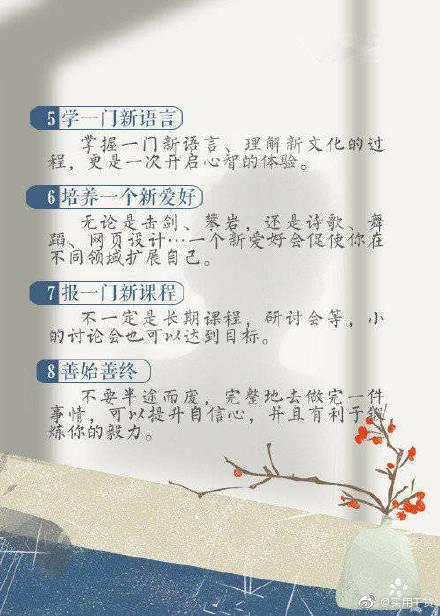 5 学一门新语言
掌握一门新语言、理解新文化的过
程，更是一次开启心智的体验。
6 培养一个新爱好
无论是击剑、攀岩，还是诗歌、舞
蹈、网页设计…一个新爱好会促使你在
不同领域扩展自己。
7 报一门新课程
不一定是长期课程，研讨会等，小
的讨论会也可以达到目标。
8 善始善终
不要半途而废，完整地去做完一件
事情，可以提升自信心，并且有利于锻
炼你的毅力。
@实用干货